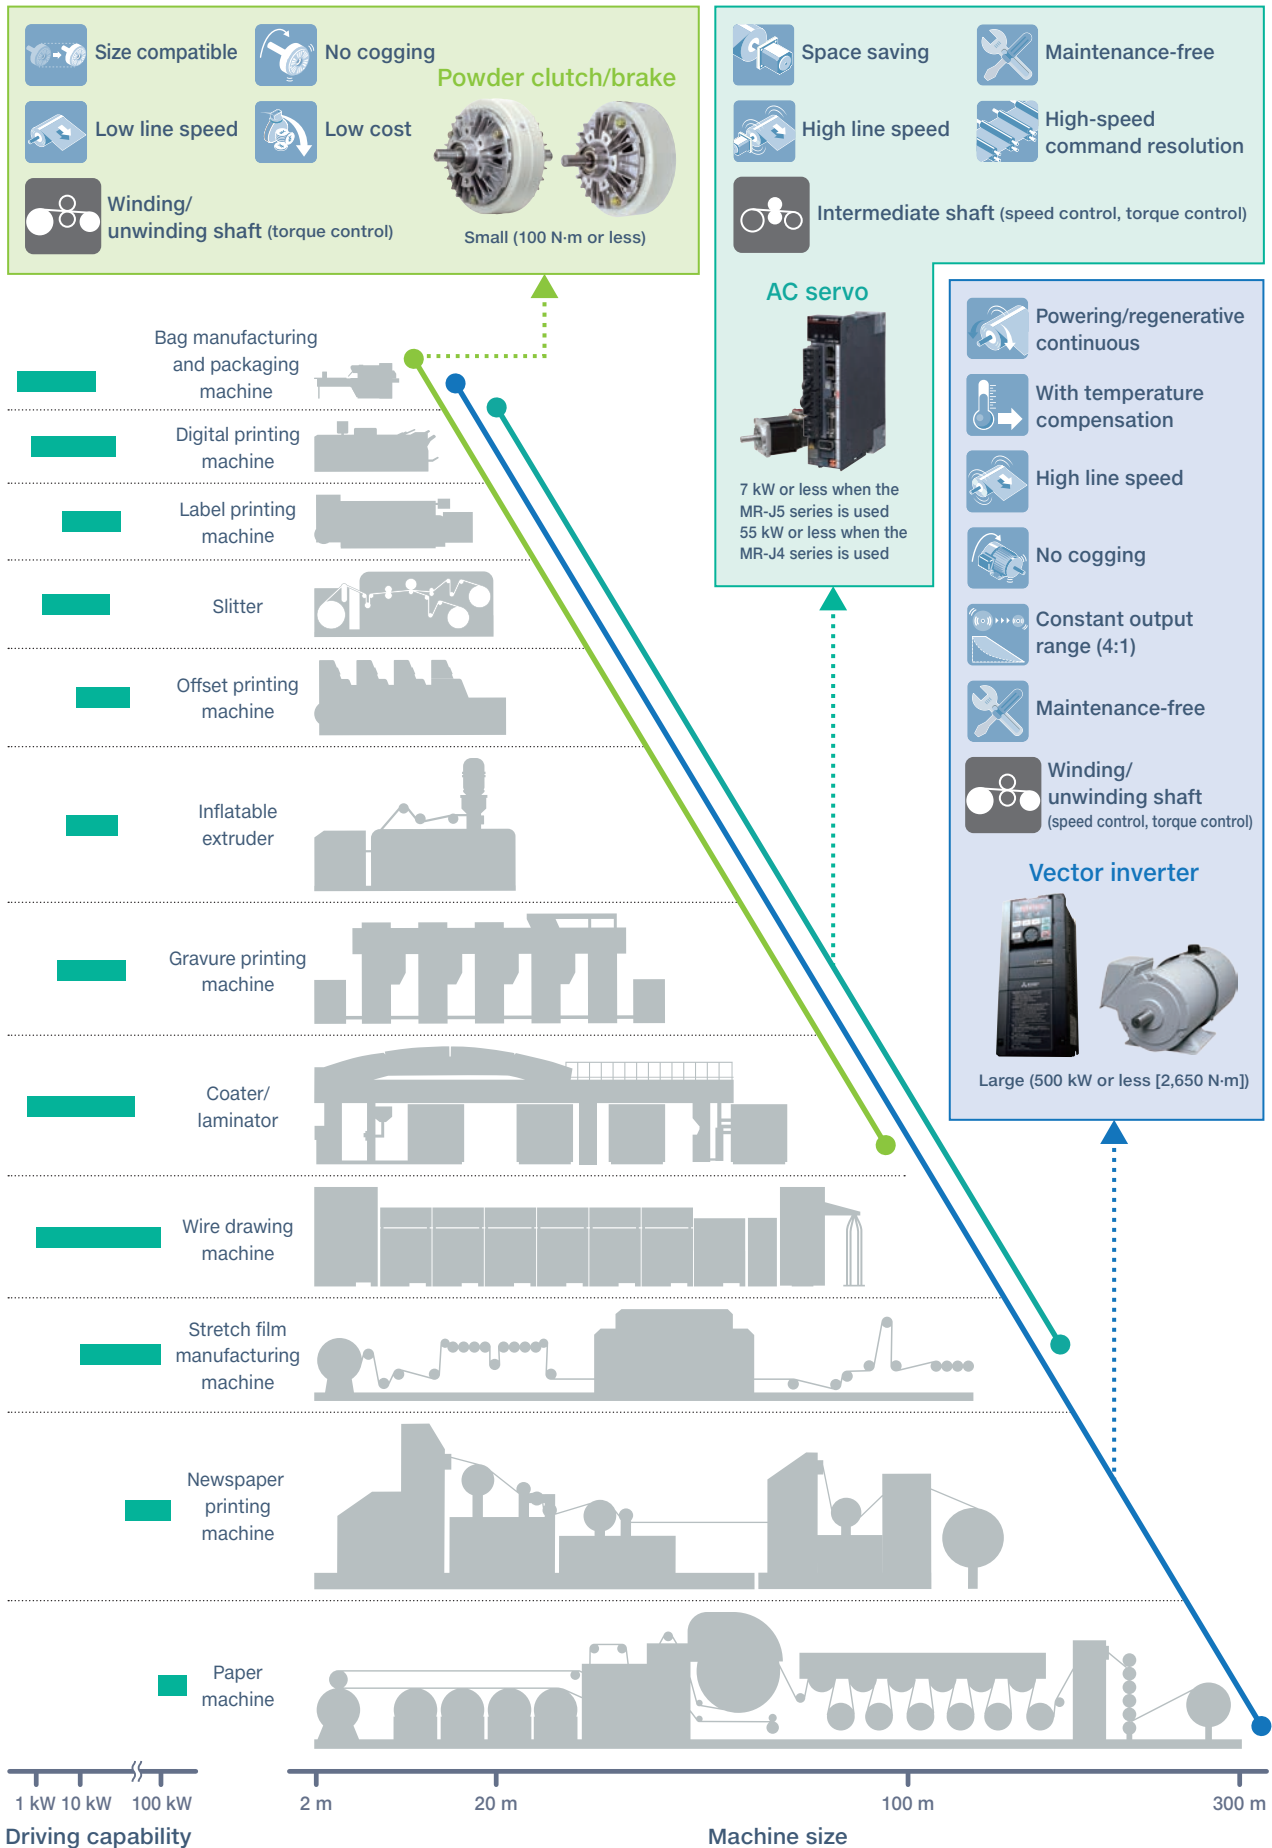 Size compatible
No cogging
Powder clutch/brake
Low line speed
Low cost
Winding/
unwinding shaft (torque control)
Small (100 N·m or less)
Space saving
Maintenance-free
High line speed
High-speed
command resolution
Intermediate shaft (speed control, torque control)
AC servo
7 kW or less when the
MR-J5 series is used
55 kW or less when the
MR-J4 series is used
Powering/regenerative
continuous
With temperature
compensation
High line speed
No cogging
Constant output
range (4:1)
Maintenance-free
Winding/
unwinding shaft
(speed control, torque control)
Vector inverter
Large (500 kW or less [2,650 N·m])
Bag manufacturing
and packaging
machine
Digital printing
machine
Label printing
machine
Slitter
Offset printing
machine
Inflatable
extruder
Gravure printing
machine
Coater/
laminator
Wire drawing
machine
Stretch film
manufacturing
machine
Newspaper
printing
machine
Paper
machine
1 kW 10 kW 100 kW
2 m 20 m 100 m 300 m
Driving capability
Machine size